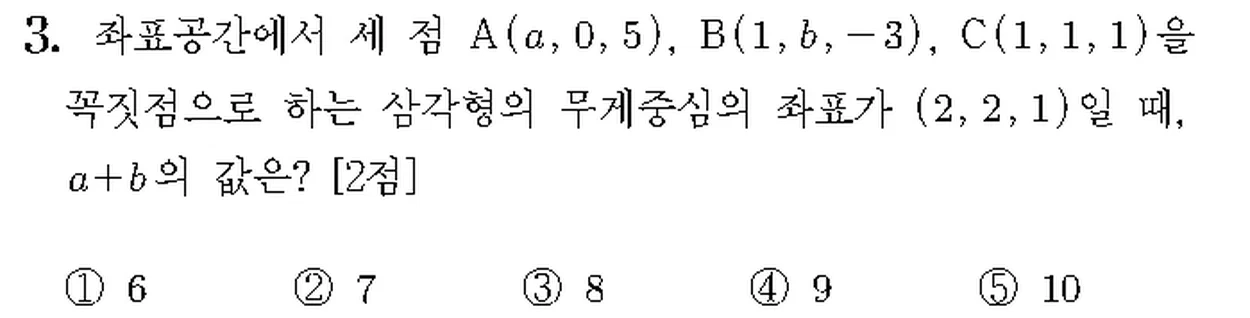 3. 좌표공간에서 세 점 A(a, 0, 5), B(1, b, -3), C(1, 1, 1)을
꼭짓점으로 하는 삼각형의 무게중심의 좌표가 (2, 2, 1)일 때,
a+b의 값은? [2점]
① 6 ② 7 ③ 8 ④ 9 ⑤ 10